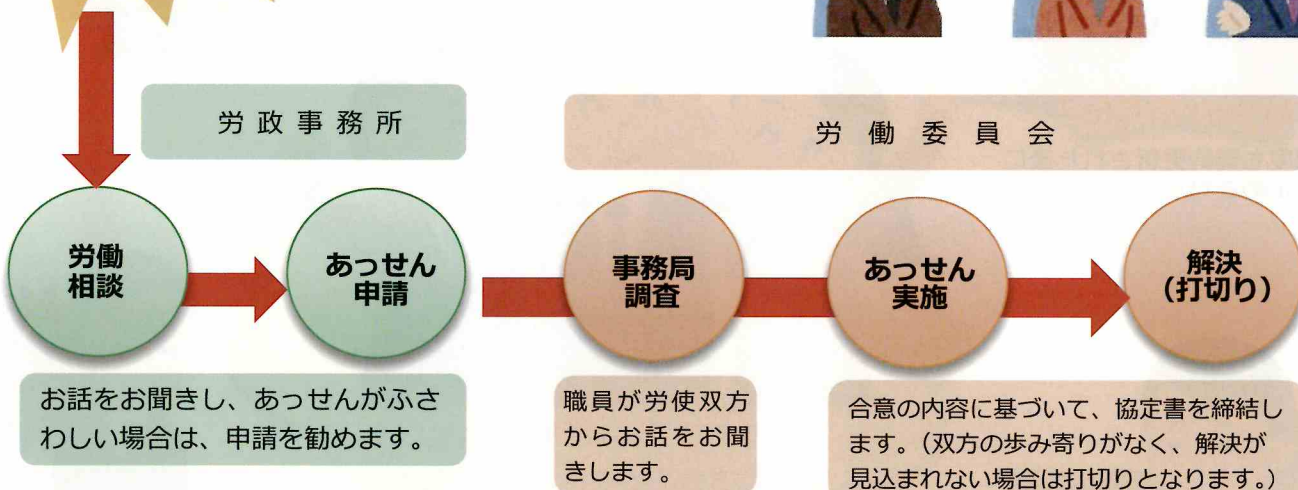 労政事務所
労働委員会
労働
相談
あっせん
申請
事務局
調査
あっせん
実施
解決
（打切り）
お話をお聞きし、あっせんがふさ
わしい場合は、申請を勧めます。
職員が労使双方
からお話をお聞
きします。
合意の内容に基づいて、協定書を締結し
ます。（双方の歩み寄りがなく、解決が
見込まれない場合は打切りとなります。）